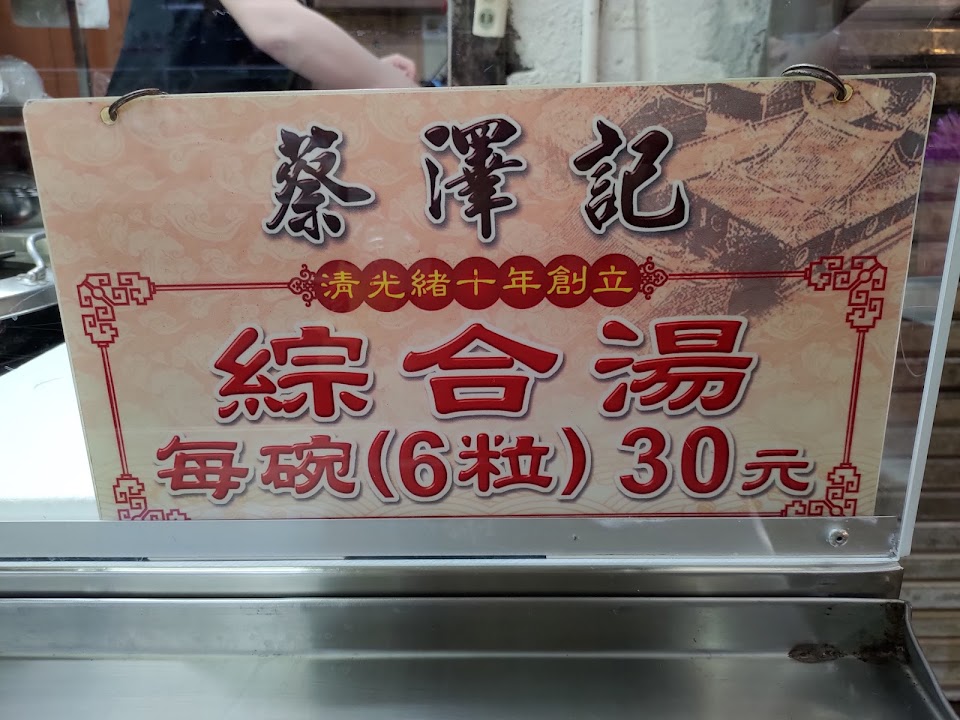 蔡澤記
清光緒十年創立
綜合湯
每碗(6粒)30元